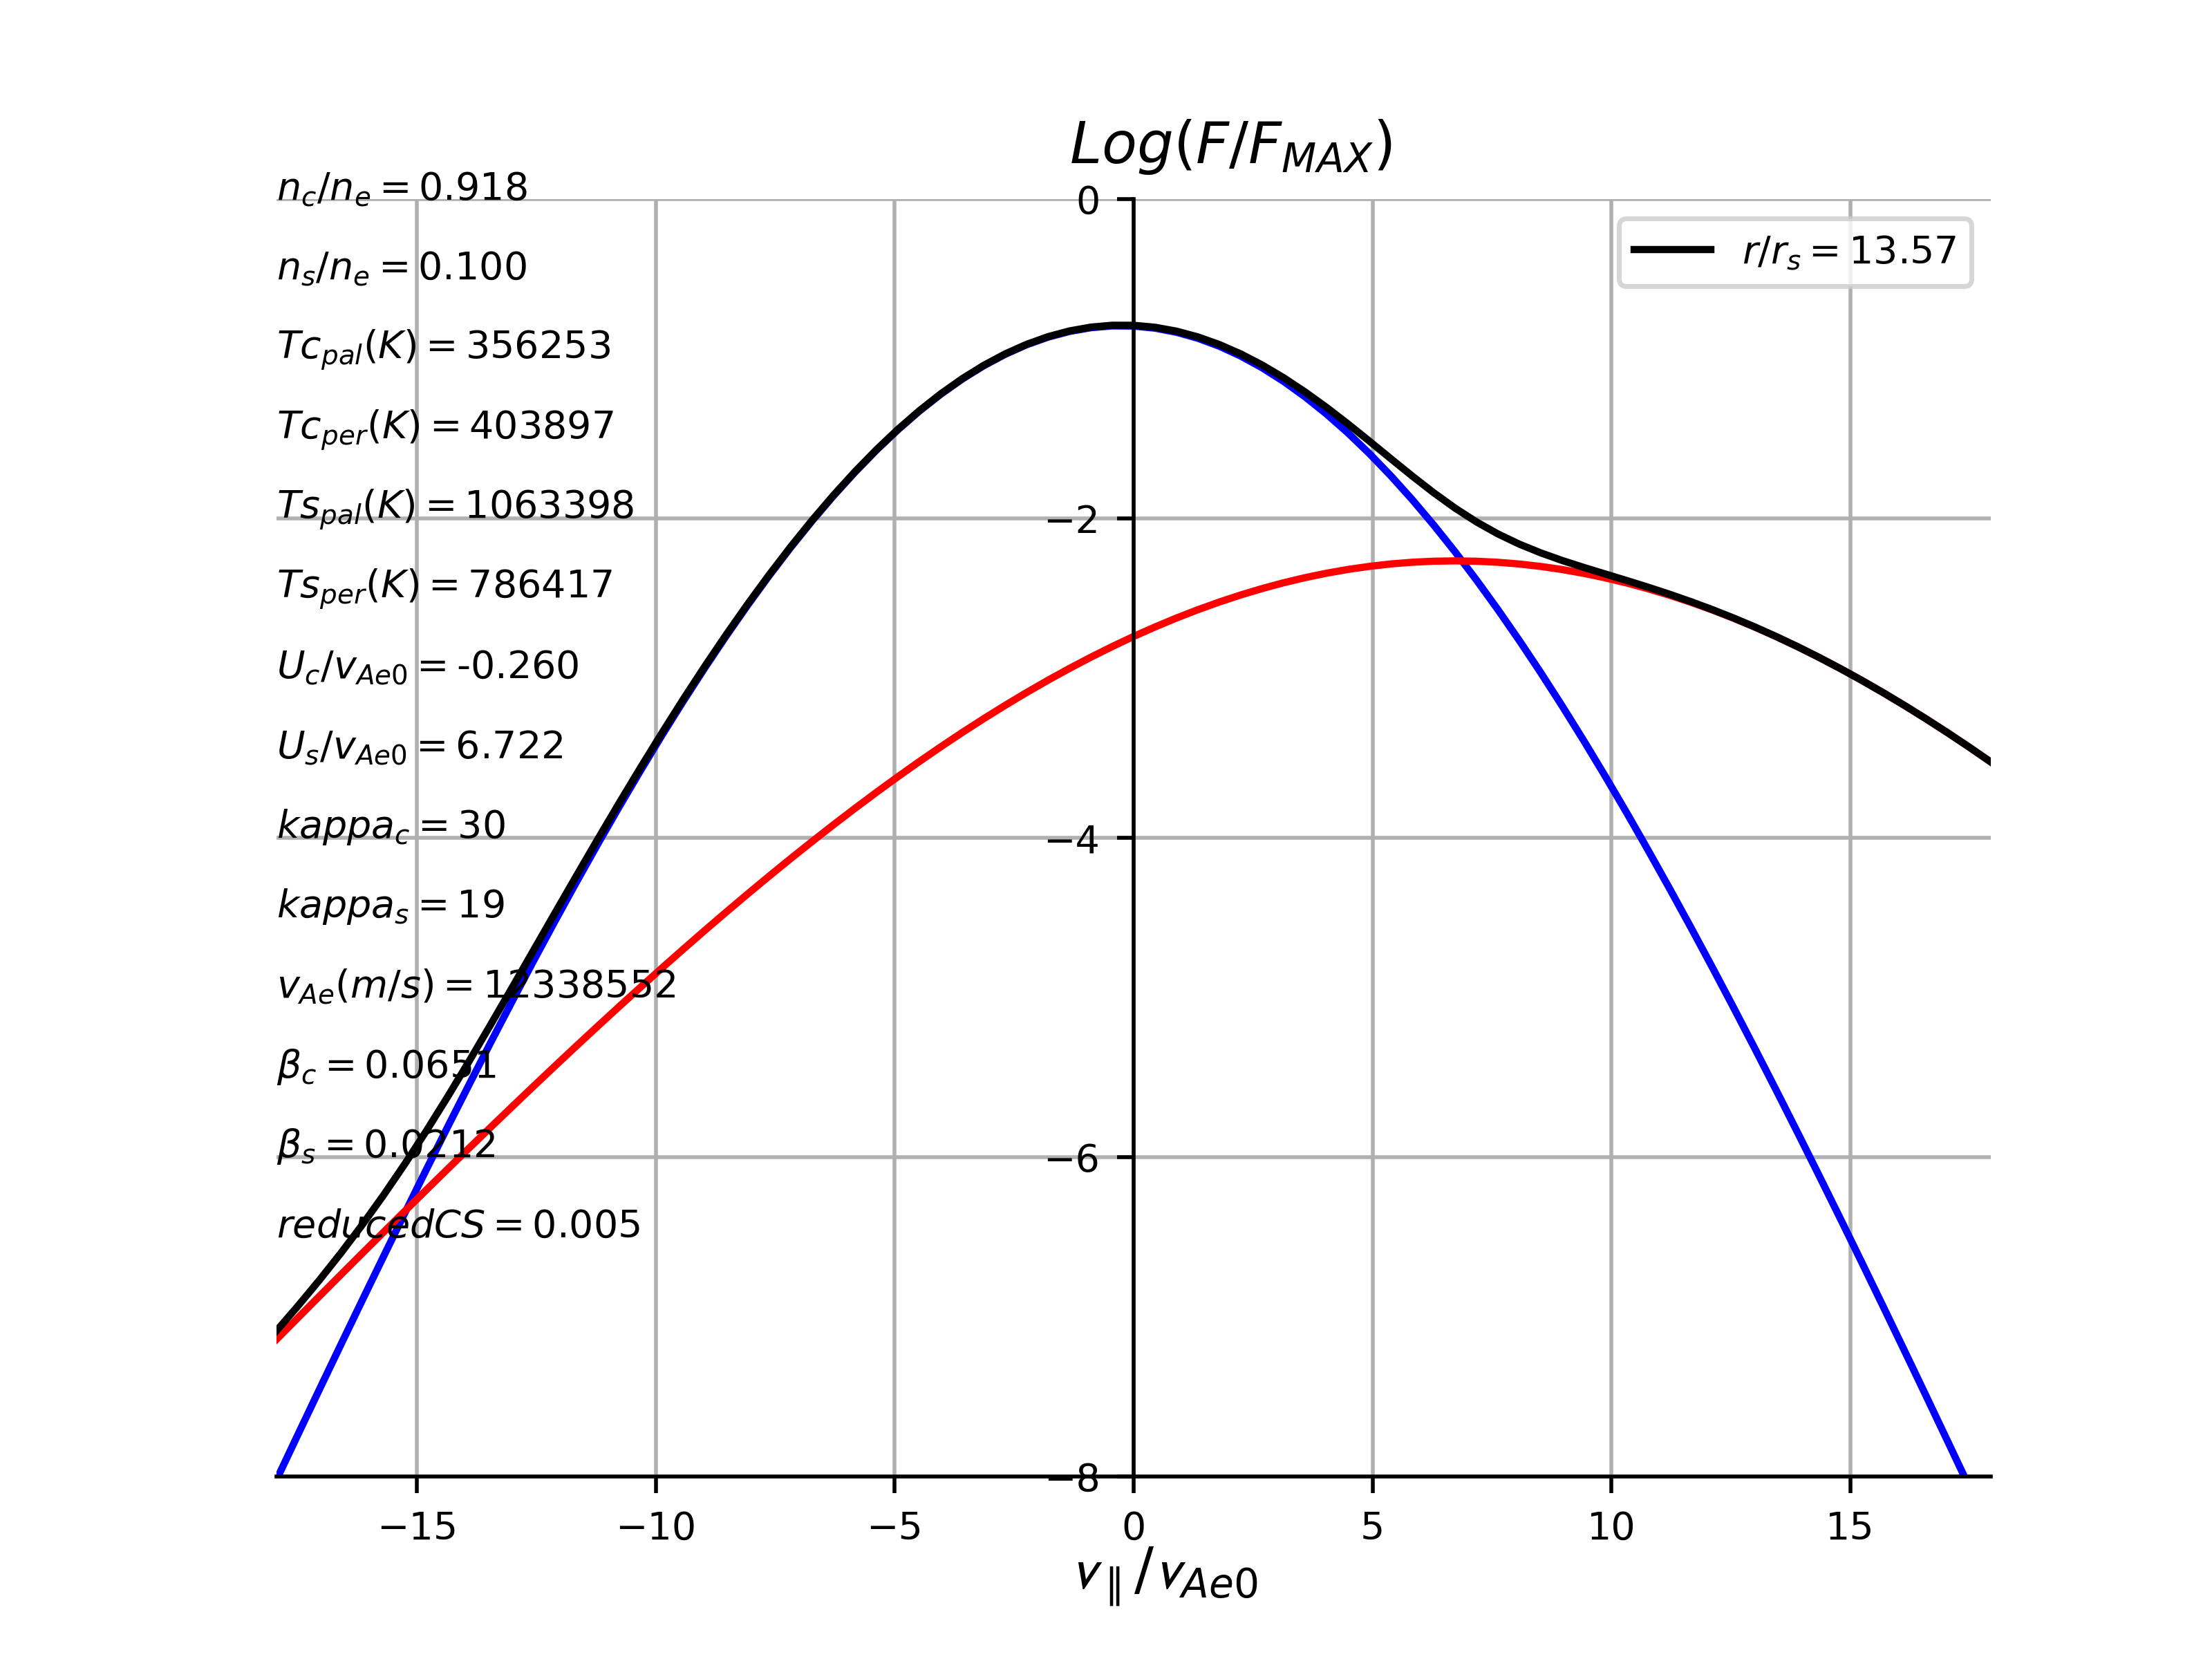 Log(F/F_MAX)
n_c/n_e = 0.918
n_s/n_e = 0.100
Tc_pal(K) = 356253
Tc_per(K) = 403897
Ts_pal(K) = 1063398
Ts_per(K) = 786417
U_c/v_Ae0 = -0.260
U_s/v_Ae0 = 6.722
kappa_c = 30
kappa_s = 19
v_Ae(m/s) = 12338552
β_c = 0.0651
β_s = 0.0212
reducedCS = 0.005
r/r_s = 13.57
0
−2
−4
−6
−8
−15 −10 −5 0 5 10 15
v_∥/v_Ae0